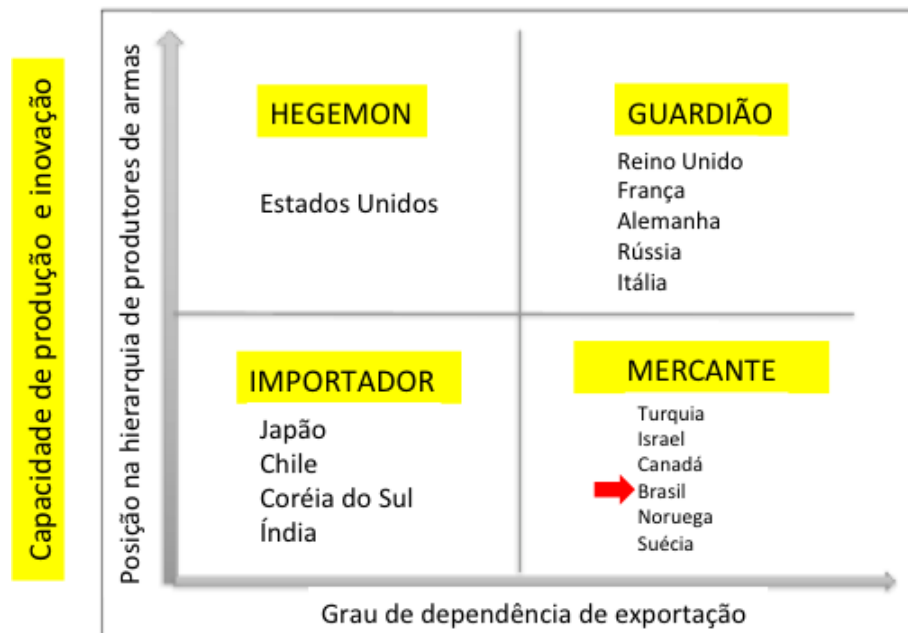 Capacidade de produção e inovação
Posição na hierarquia de produtores de armas
HEGEMON
Estados Unidos
GUARDIÃO
Reino Unido
França
Alemanha
Rússia
Itália
IMPORTADOR
Japão
Chile
Coréia do Sul
Índia
MERCANTE
Turquia
Israel
Canadá
Brasil
Noruega
Suécia
Grau de dependência de exportação